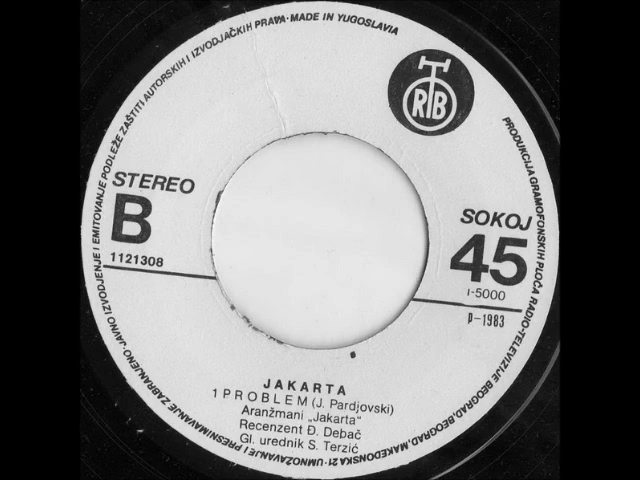 PRODUKCIJA GRAMOFONSKIH PLOČA RADIO-TELEVIZIJE BEOGRAD, BEOGRAD, MAKEDONSKA 21 · UMNOŽAVANJE I PRESNIMAVANJE ZABRANJENO · JAVNO IZVODJENJE I EMITOVANJE PODLEŽE ZAŠTITI AUTORSKIH I IZVODJAČKIH PRAVA · MADE IN YUGOSLAVIA
RTB
STEREO
B
1121308
SOKOJ
45
i-5000
p-1983
JAKARTA
1 PROBLEM (J. Pardjovski)
Aranžmani „Jakarta“
Recenzent Đ. Debač
Gl. urednik S. Terzić